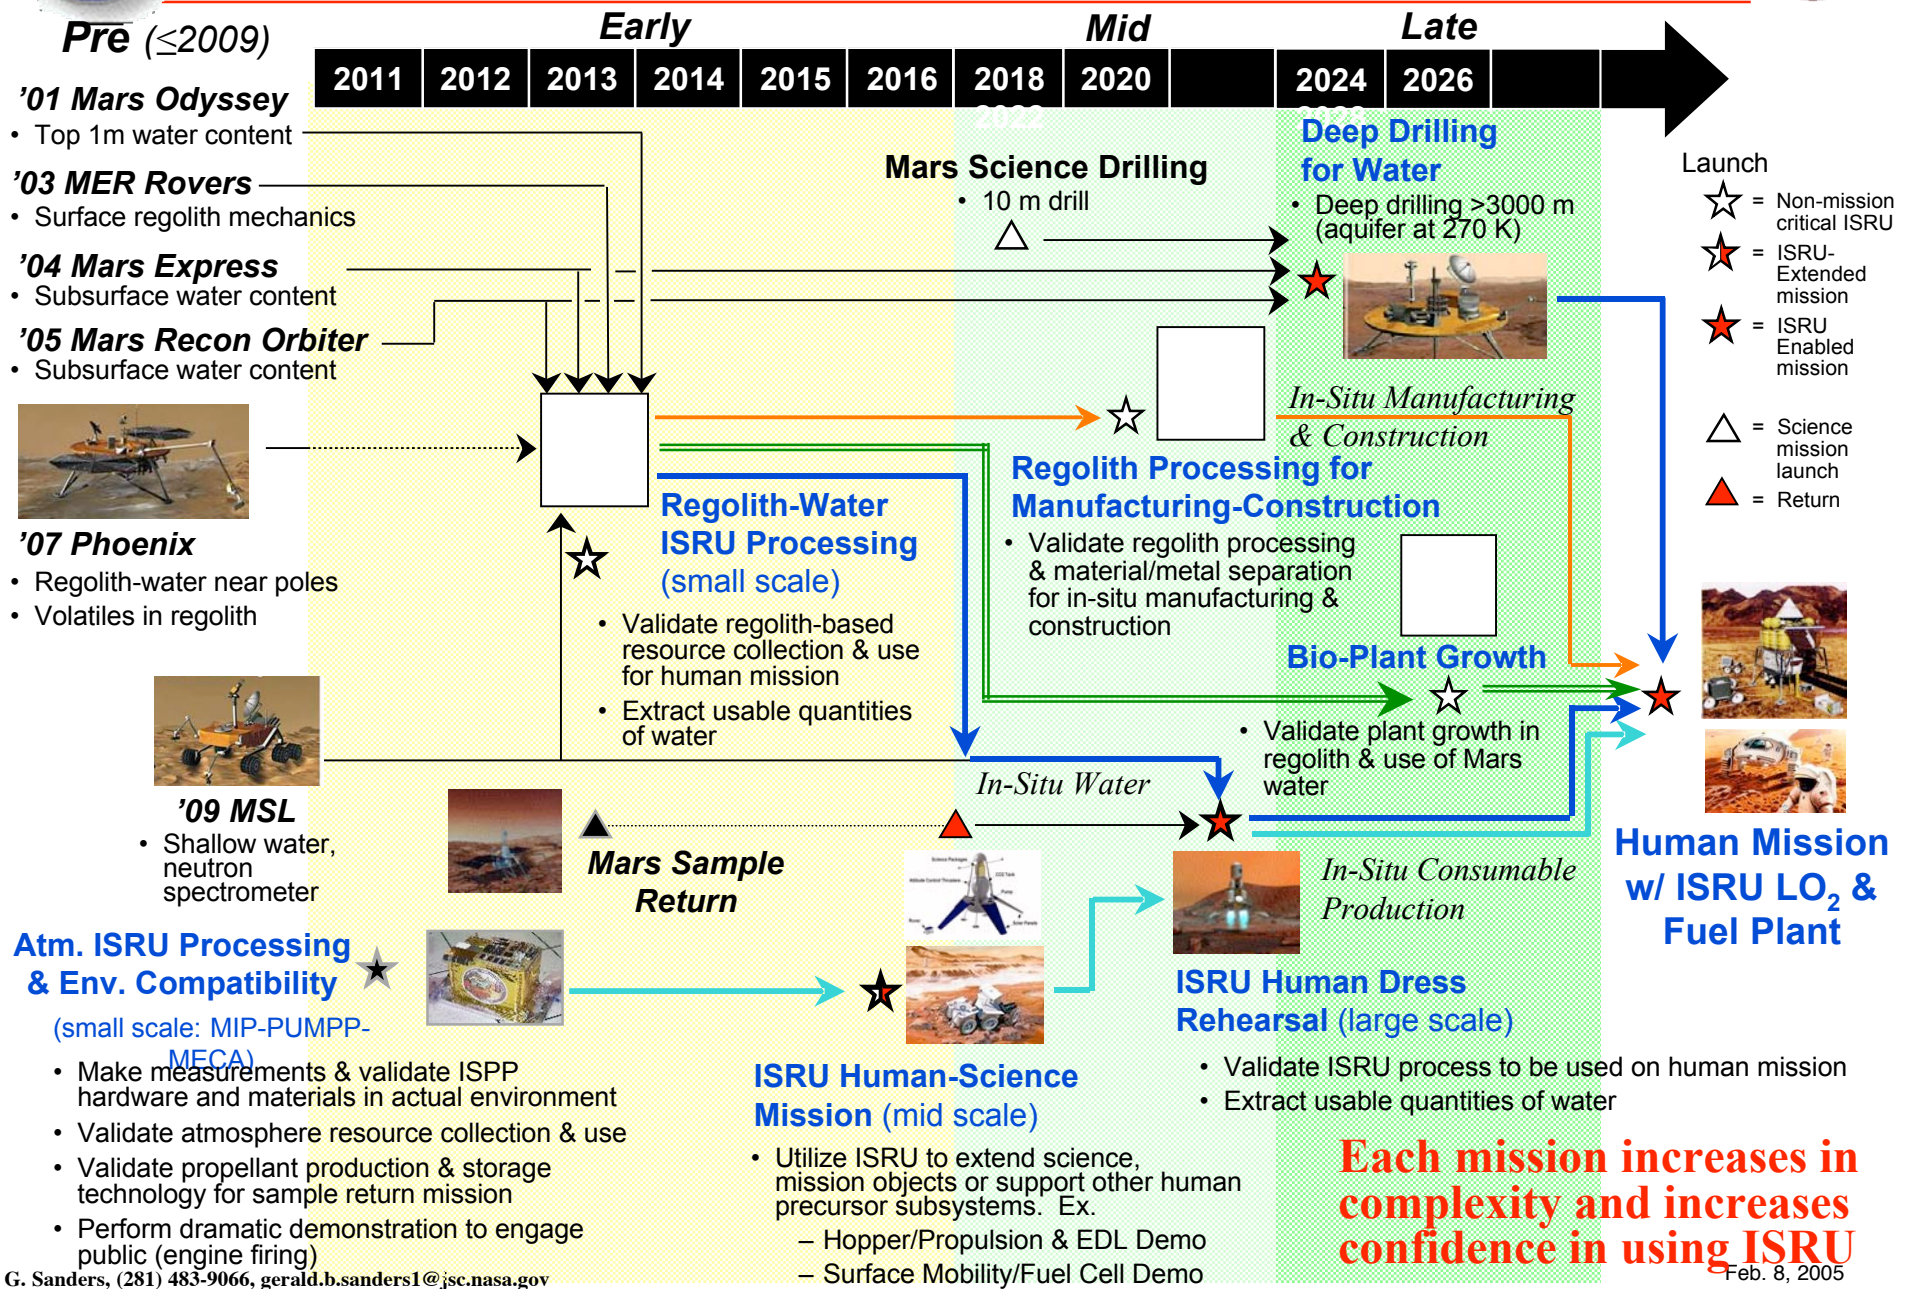 Pre (≤2009)
Early
Mid
Late
2011
2012
2013
2014
2015
2016
2018
2020
2022
2024
2026
2028
'01 Mars Odyssey
• Top 1m water content
'03 MER Rovers
• Surface regolith mechanics
'04 Mars Express
• Subsurface water content
'05 Mars Recon Orbiter
• Subsurface water content
'07 Phoenix
• Regolith-water near poles
• Volatiles in regolith
'09 MSL
• Shallow water,
neutron
spectrometer
Mars Science Drilling
• 10 m drill
Deep Drilling
for Water
• Deep drilling >3000 m
(aquifer at 270 K)
Launch
= Non-mission
critical ISRU
= ISRU-
Extended
mission
= ISRU
Enabled
mission
= Science
mission
launch
= Return
In-Situ Manufacturing
& Construction
Regolith-Water
ISRU Processing
(small scale)
• Validate regolith-based
resource collection & use
for human mission
• Extract usable quantities
of water
Regolith Processing for
Manufacturing-Construction
• Validate regolith processing
& material/metal separation
for in-situ manufacturing &
construction
Bio-Plant Growth
• Validate plant growth in
regolith & use of Mars
water
In-Situ Water
Mars Sample
Return
Science Packages
CO2 Tank
Attitude Control Thrusters
Pump
Rover
Solar Panels
In-Situ Consumable
Production
Human Mission
w/ ISRU LO2 &
Fuel Plant
Atm. ISRU Processing
& Env. Compatibility
(small scale: MIP-PUMPP-
MECA)
• Make measurements & validate ISPP
hardware and materials in actual environment
• Validate atmosphere resource collection & use
• Validate propellant production & storage
technology for sample return mission
• Perform dramatic demonstration to engage
public (engine firing)
ISRU Human-Science
Mission (mid scale)
• Utilize ISRU to extend science,
mission objects or support other human
precursor subsystems. Ex.
– Hopper/Propulsion & EDL Demo
– Surface Mobility/Fuel Cell Demo
ISRU Human Dress
Rehearsal (large scale)
• Validate ISRU process to be used on human mission
• Extract usable quantities of water
Each mission increases in
complexity and increases
confidence in using ISRU
G. Sanders, (281) 483-9066, gerald.b.sanders1@jsc.nasa.gov
Feb. 8, 2005